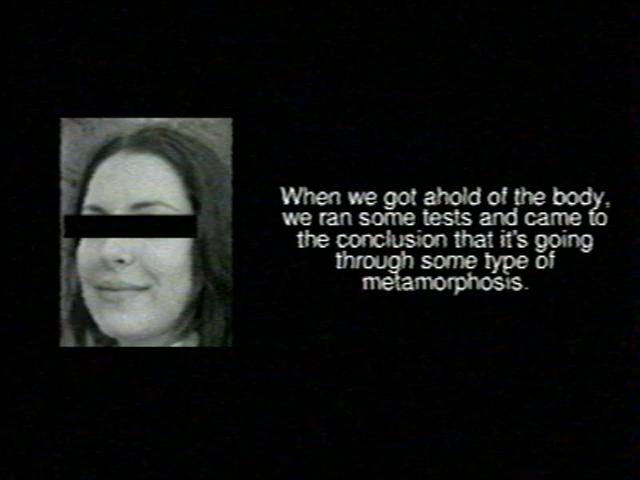 When we got ahold of the body,
we ran some tests and came to
the conclusion that it's going
through some type of
metamorphosis.